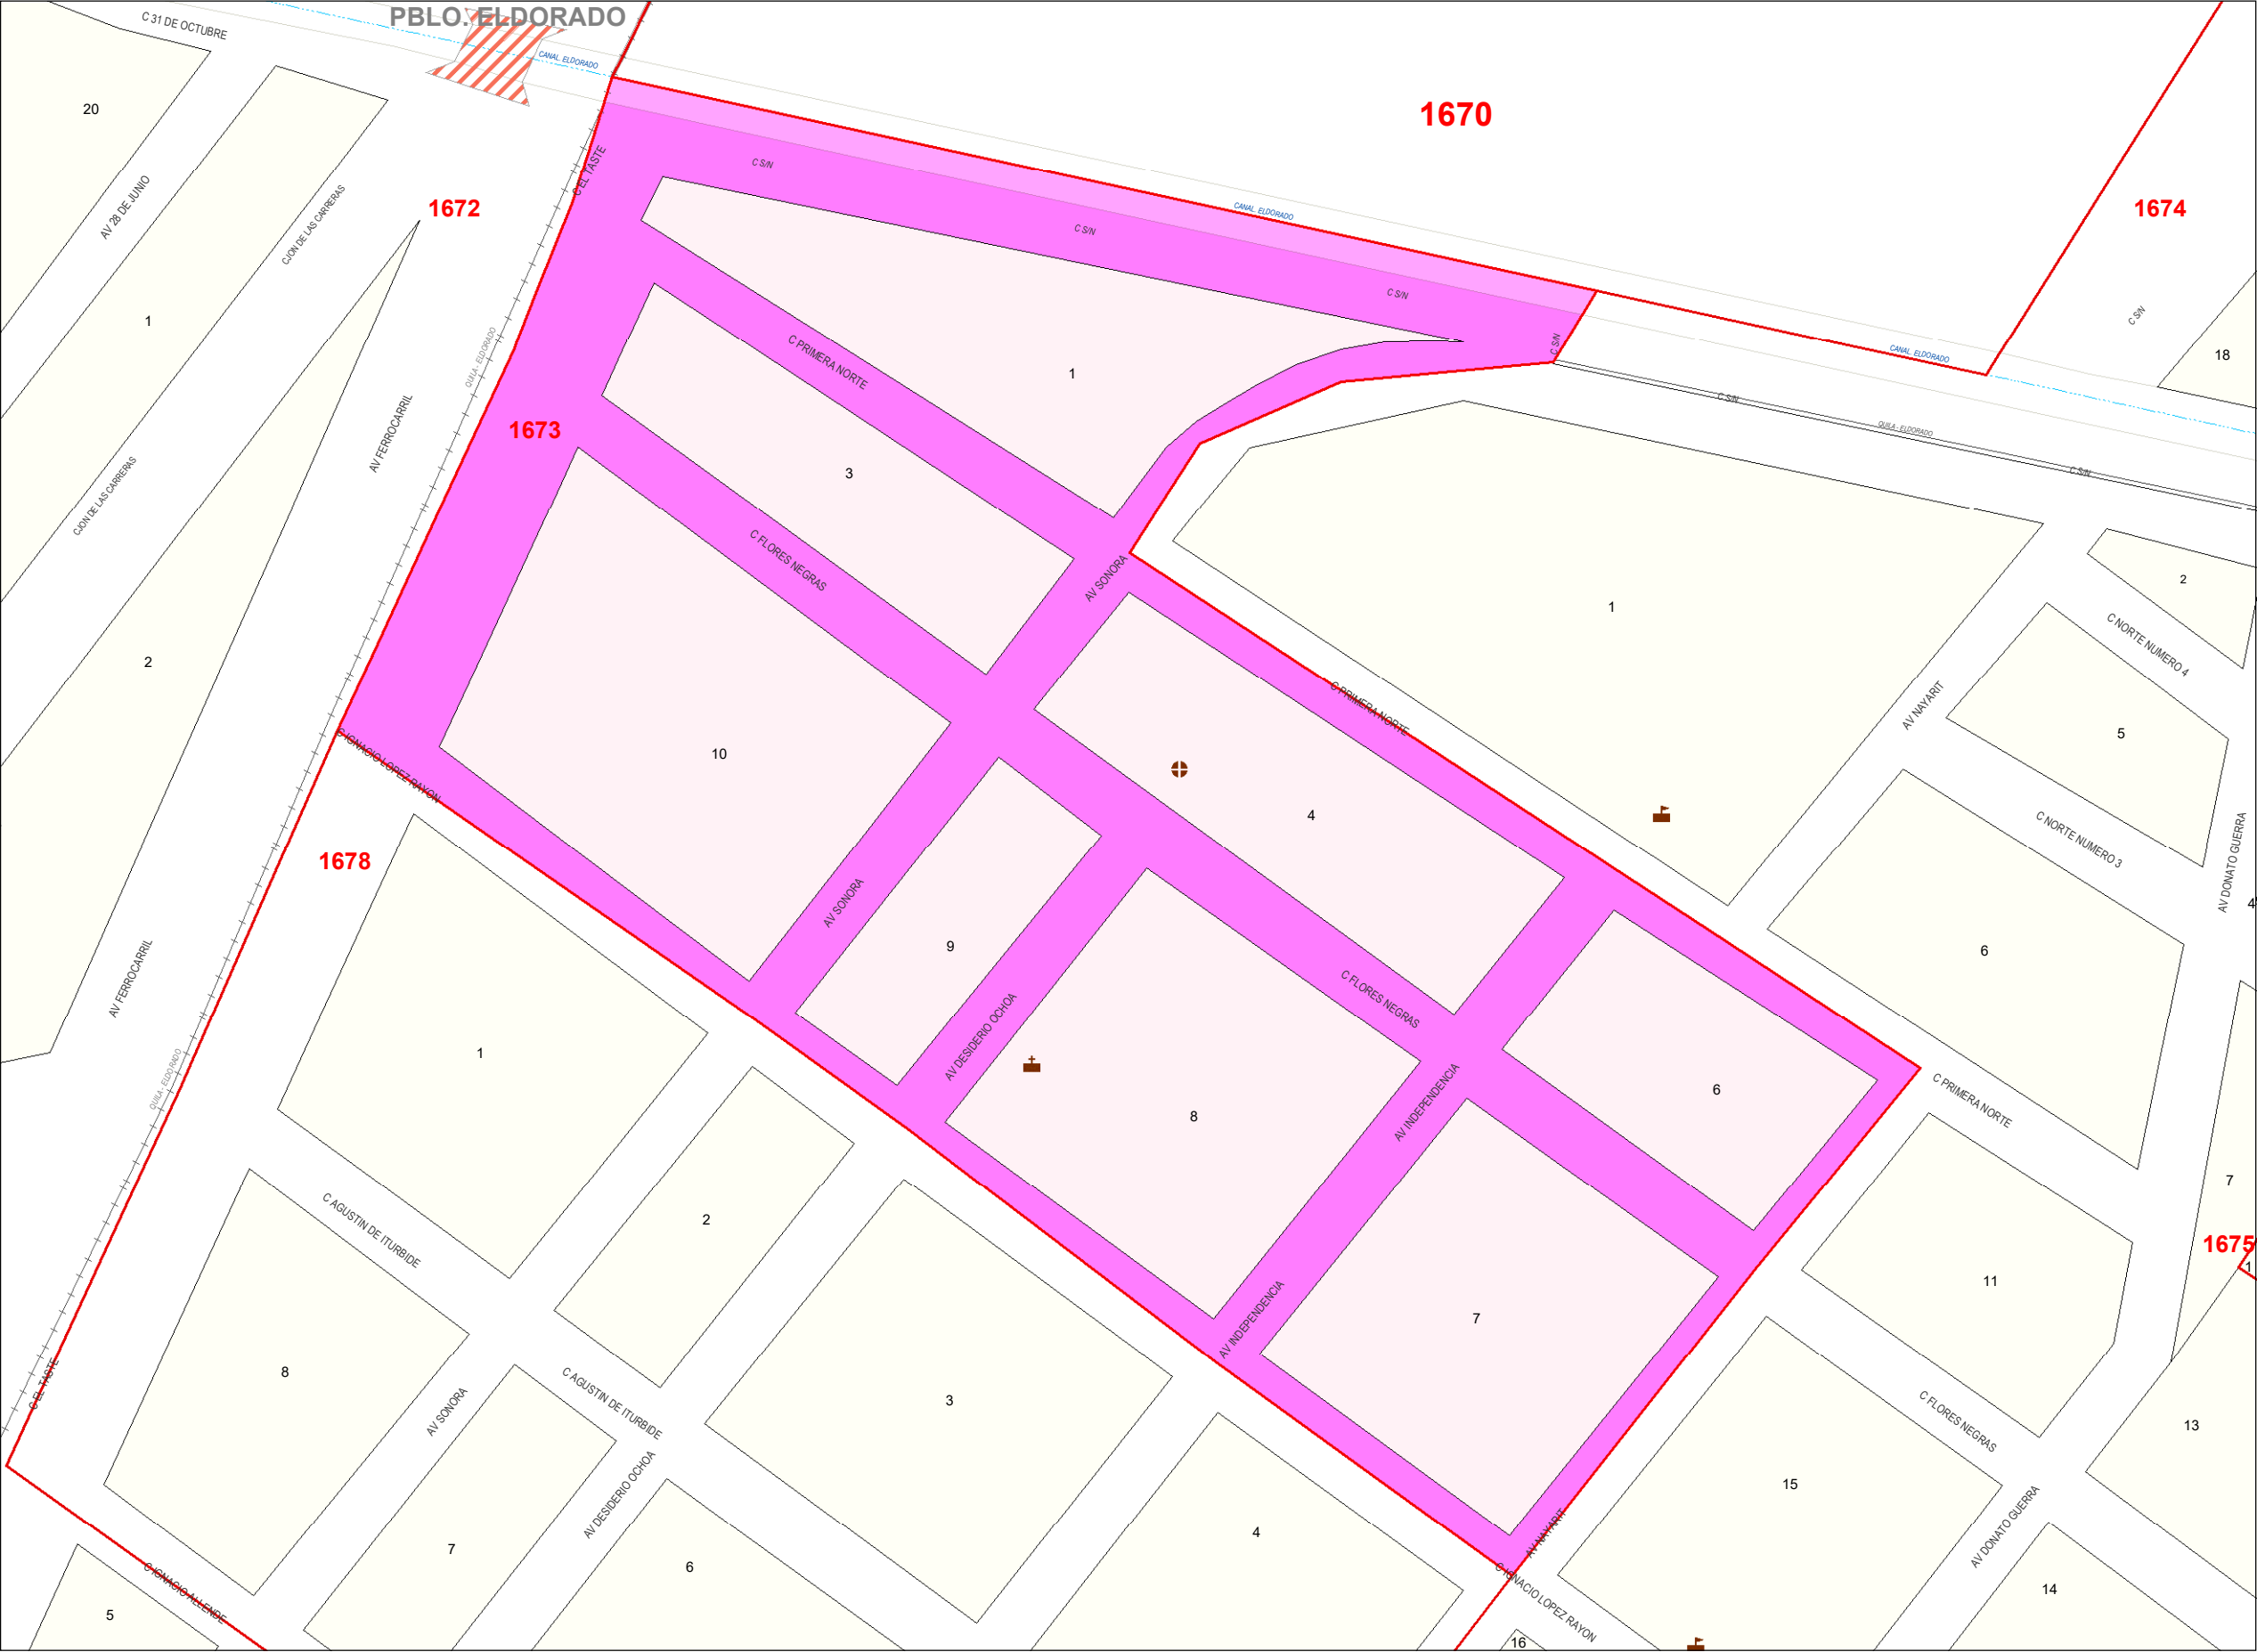 PBLO. ELDORADO
C 31 DE OCTUBRE
CANAL ELDORADO
20
1670
AV 28 DE JUNIO
CJON DE LAS CARRERAS
1672
C EL TASTE
C S/N
C S/N
CANAL ELDORADO
1674
C S/N
C S/N
C S/N
CANAL ELDORADO
18
1
QUILA - ELDORADO
C PRIMERA NORTE
1
C S/N
QUILA - ELDORADO
C S/N
AV FERROCARRIL
1673
3
CJON DE LAS CARRERAS
C FLORES NEGRAS
AV SONORA
1
2
C NORTE NUMERO 4
2
C PRIMERA NORTE
AV NAYARIT
5
C IGNACIO LOPEZ RAYON
10
4
C NORTE NUMERO 3
AV DONATO GUERRA
1678
AV SONORA
4
9
6
AV FERROCARRIL
C FLORES NEGRAS
AV DESIDERIO OCHOA
QUILA - ELDORADO
1
8
AV INDEPENDENCIA
6
C PRIMERA NORTE
7
C AGUSTIN DE ITURBIDE
2
1675
1
11
AV INDEPENDENCIA
7
C EL TASTE
8
AV SONORA
C AGUSTIN DE ITURBIDE
3
C FLORES NEGRAS
13
AV DESIDERIO OCHOA
15
AV NAYARIT
4
AV DONATO GUERRA
7
6
C IGNACIO ALLENDE
C IGNACIO LOPEZ RAYON
14
5
16